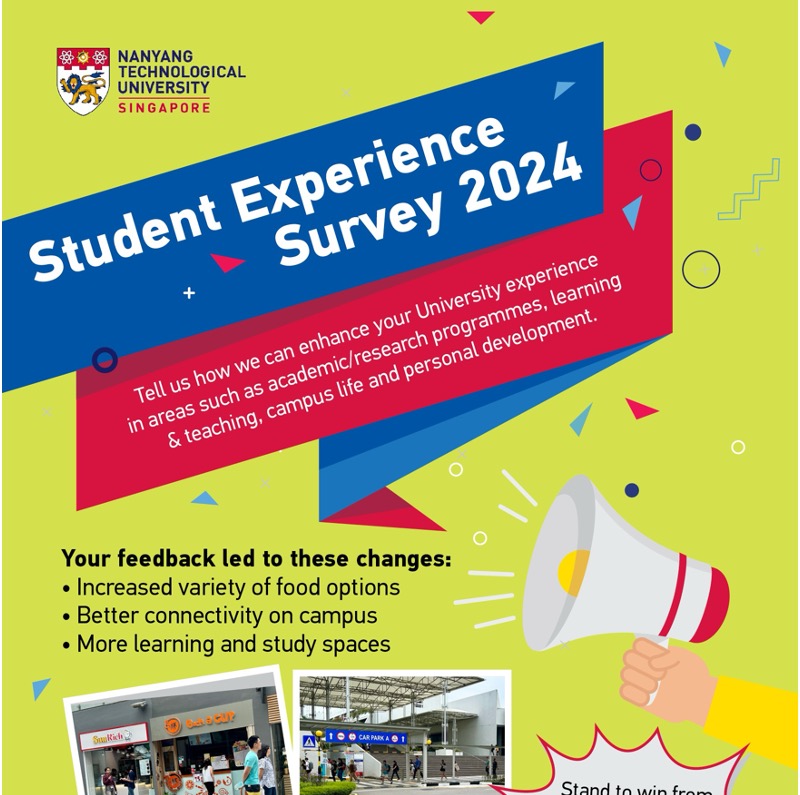 NANYANG
TECHNOLOGICAL
UNIVERSITY
SINGAPORE
Student Experience
Survey 2024
Tell us how we can enhance your University experience
in areas such as academic/research programmes, learning
& teaching, campus life and personal development.
Your feedback led to these changes:
• Increased variety of food options
• Better connectivity on campus
• More learning and study spaces
CAR PARK A
Stand to win from